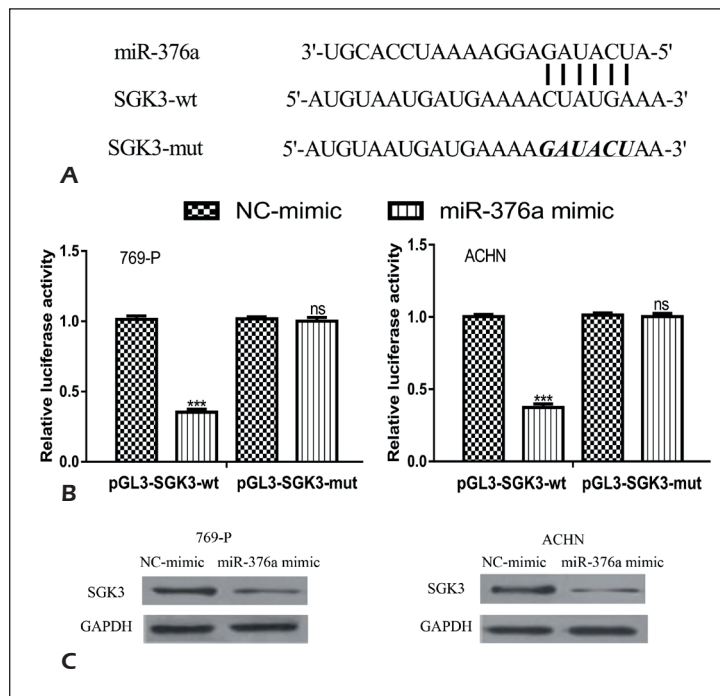 miR-376a 3'-UGCACCUAAAAGGAGAUACUA-5'
SGK3-wt 5'-AUGUAAUGAUGAAAACUAUGAAA-3'
SGK3-mut 5'-AUGUAAUGAUGAAAAGAUACUAA-3'
A
NC-mimic miR-376a mimic
Relative luciferase activity
1.5
1.0
0.5
0.0
769-P
***
ns
pGL3-SGK3-wt pGL3-SGK3-mut
Relative luciferase activity
1.5
1.0
0.5
0.0
ACHN
***
ns
pGL3-SGK3-wt pGL3-SGK3-mut
B
769-P
NC-mimic miR-376a mimic
SGK3
GAPDH
ACHN
NC-mimic miR-376a mimic
SGK3
GAPDH
C